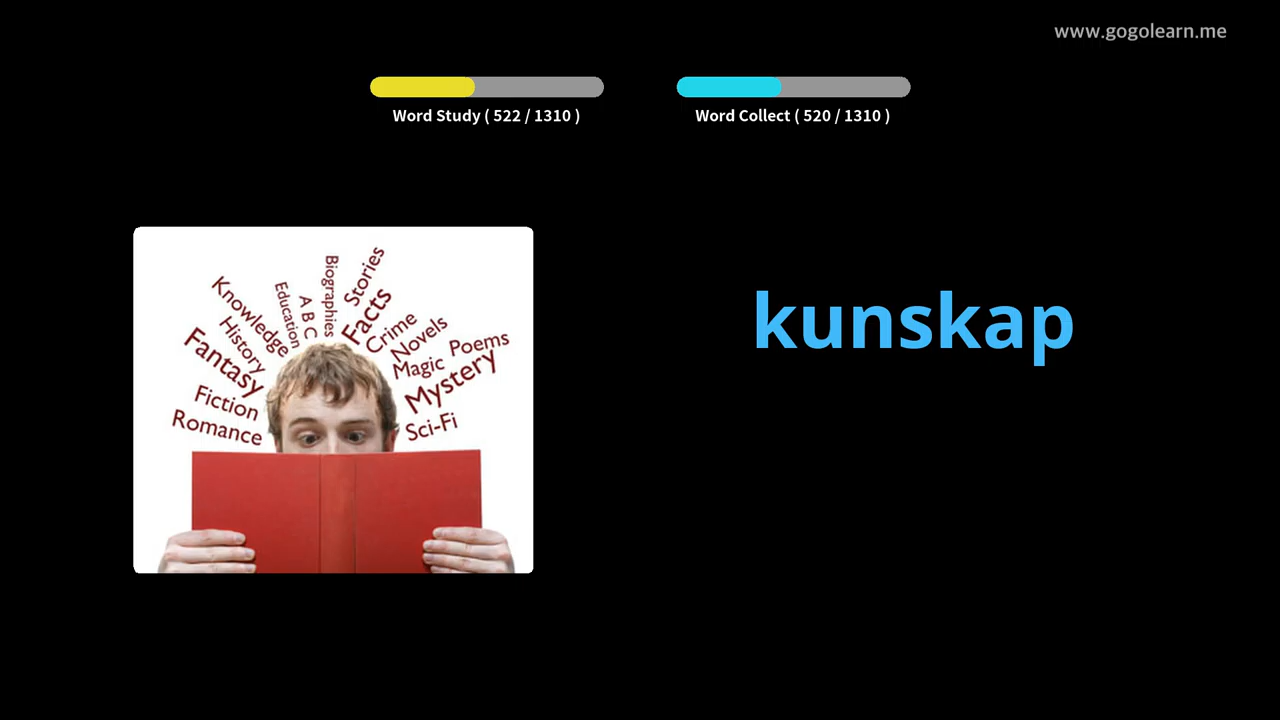 www.gogolearn.me
Word Study ( 522 / 1310 )
Word Collect ( 520 / 1310 )
kunskap
Romance
Fiction
Fantasy
History
Knowledge
Education
A B C
Biographies
Stories
Facts
Crime
Novels
Magic
Poems
Mystery
Sci-Fi